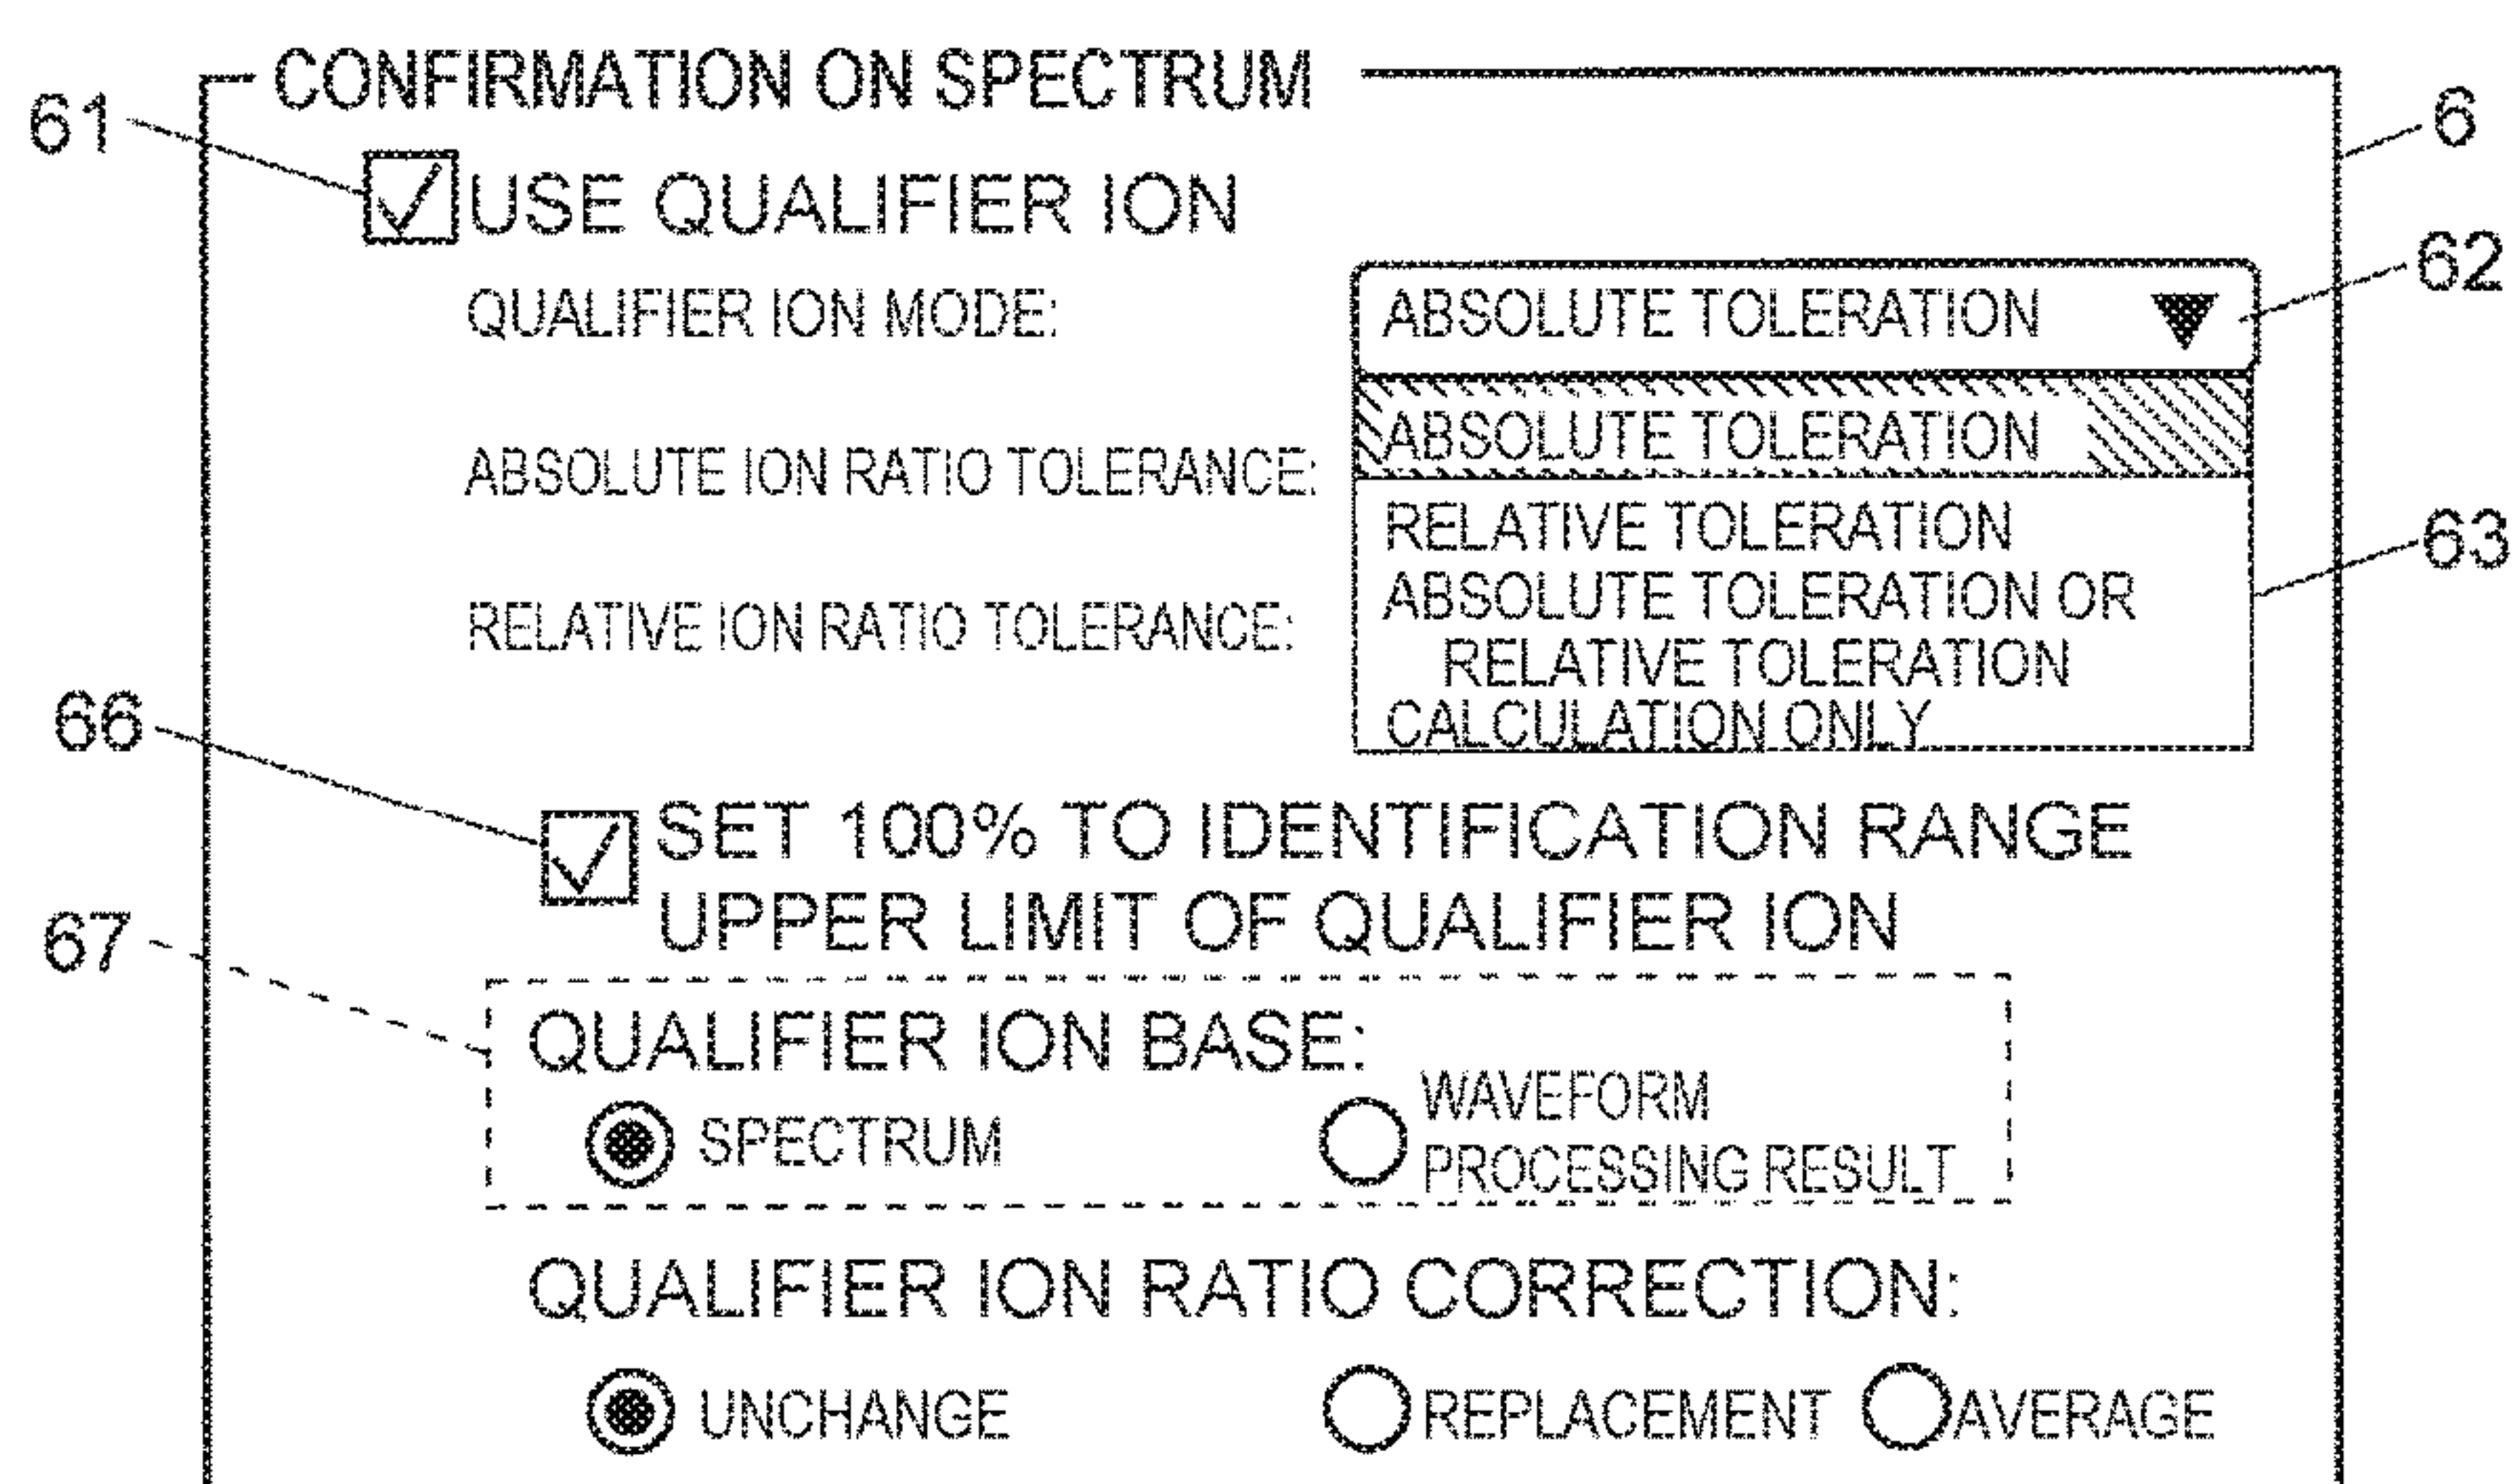 CONFIRMATION ON SPECTRUM
61
6
USE QUALIFIER ION
62
QUALIFIER ION MODE:
ABSOLUTE TOLERATION
ABSOLUTE TOLERATION
ABSOLUTE ION RATIO TOLERANCE:
RELATIVE TOLERATION
63
ABSOLUTE TOLERATION OR
RELATIVE TOLERATION
RELATIVE ION RATIO TOLERANCE:
CALCULATION ONLY
66
SET 100% TO IDENTIFICATION RANGE
UPPER LIMIT OF QUALIFIER ION
67
QUALIFIER ION BASE:
SPECTRUM
WAVEFORM
PROCESSING RESULT
QUALIFIER ION RATIO CORRECTION:
UNCHANGE
REPLACEMENT
AVERAGE